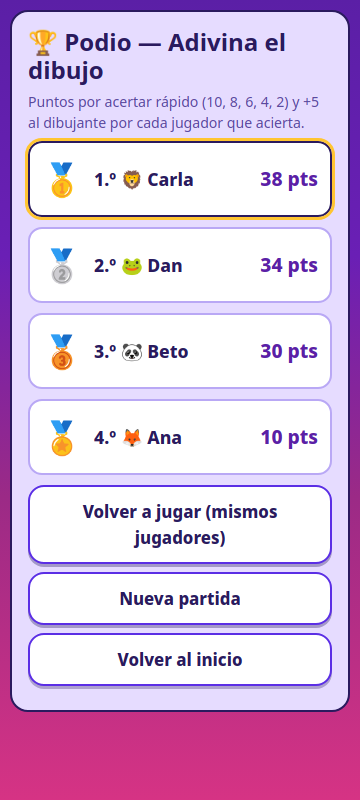 🏆 Podio — Adivina el
dibujo
Puntos por acertar rápido (10, 8, 6, 4, 2) y +5
al dibujante por cada jugador que acierta.
🥇 1.º 🦁 Carla 38 pts
🥈 2.º 🐸 Dan 34 pts
🥉 3.º 🐼 Beto 30 pts
🏅 4.º 🦊 Ana 10 pts
Volver a jugar (mismos
jugadores)
Nueva partida
Volver al inicio